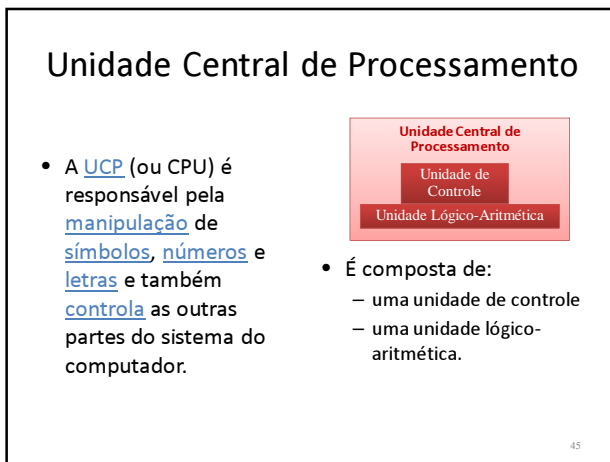 Unidade Central de Processamento
• A UCP (ou CPU) é
responsável pela
manipulação de
símbolos, números e
letras e também
controla as outras
partes do sistema do
computador.
Unidade Central de
Processamento
Unidade de
Controle
Unidade Lógico-Aritmética
• É composta de:
– uma unidade de controle
– uma unidade lógico-
aritmética.
45